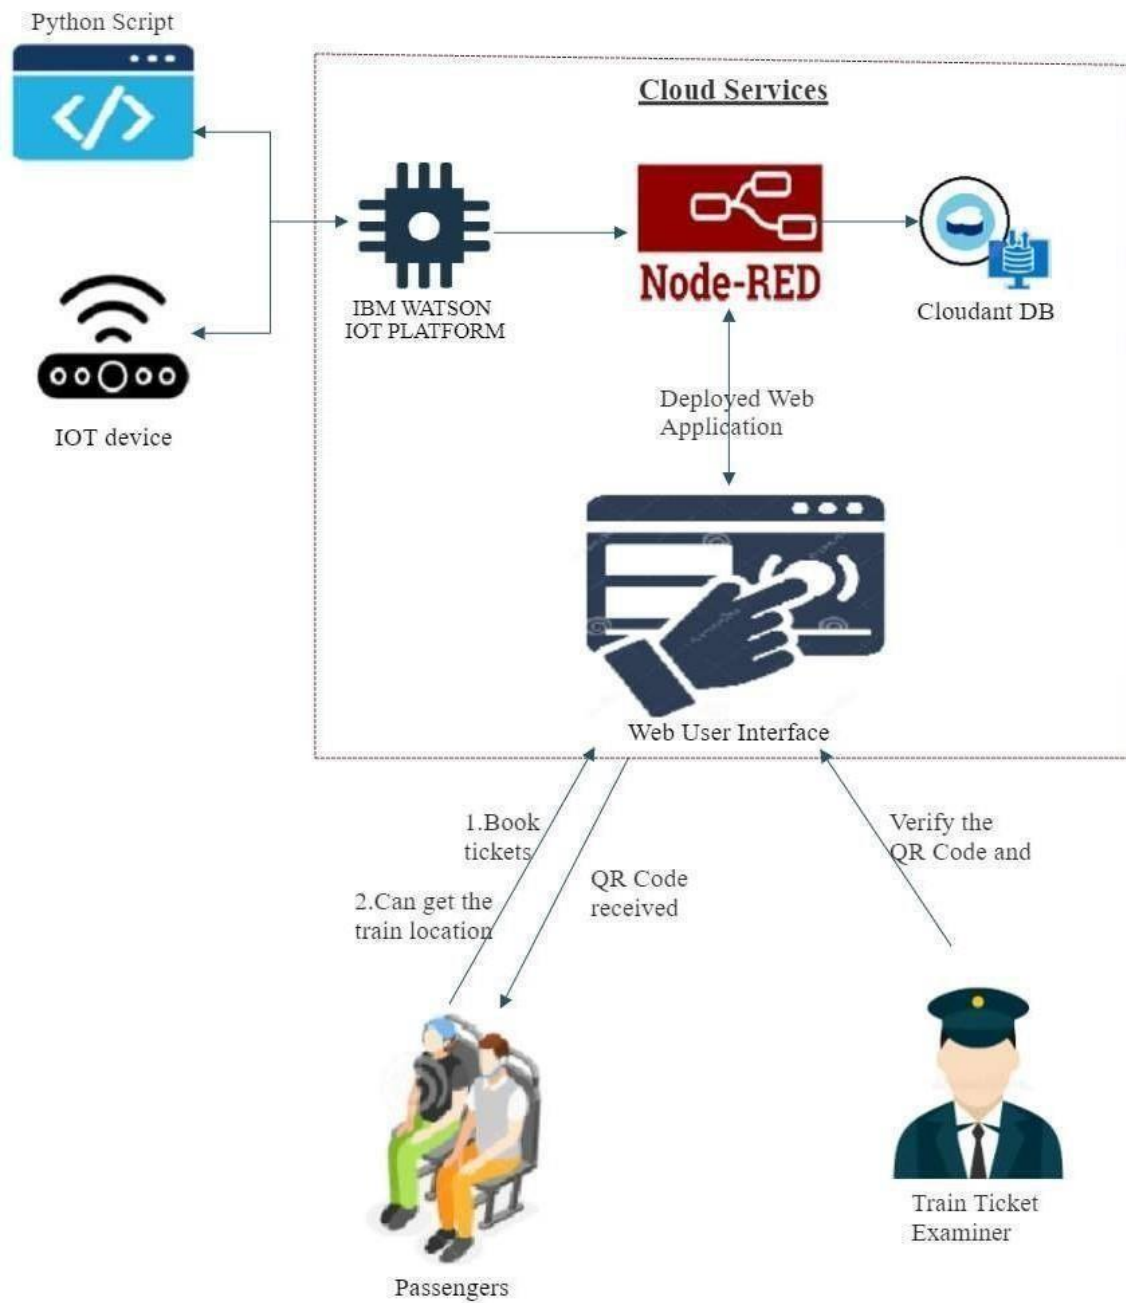 Python Script
Cloud Services
IBM WATSON
IOT PLATFORM
Node-RED
Cloudant DB
IOT device
Deployed Web
Application
Web User Interface
1.Book
tickets
2.Can get the
train location
QR Code
received
Verify the
QR Code and
Train Ticket
Examiner
Passengers